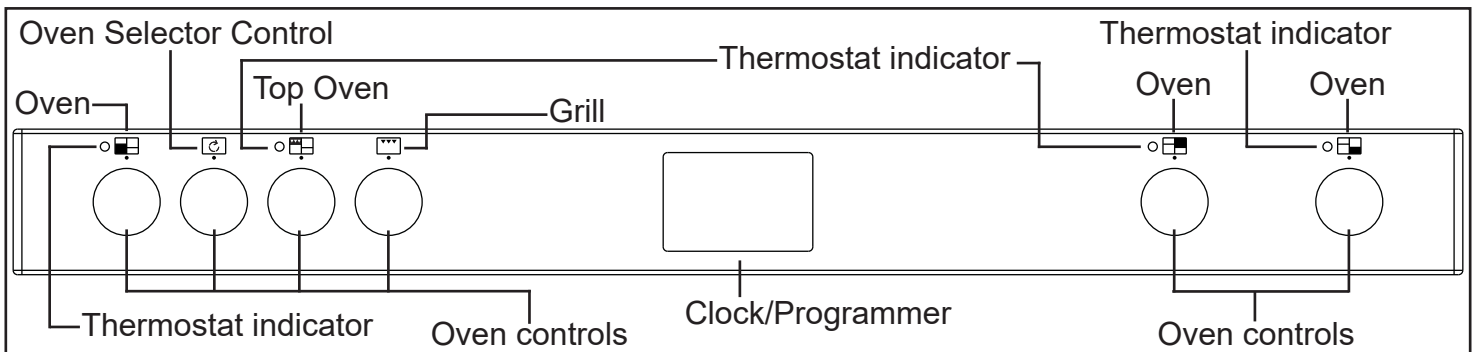 Oven Selector Control
Thermostat indicator
Thermostat indicator
Top Oven
Oven
Oven
Oven
Grill
Clock/Programmer
Thermostat indicator
Oven controls
Oven controls